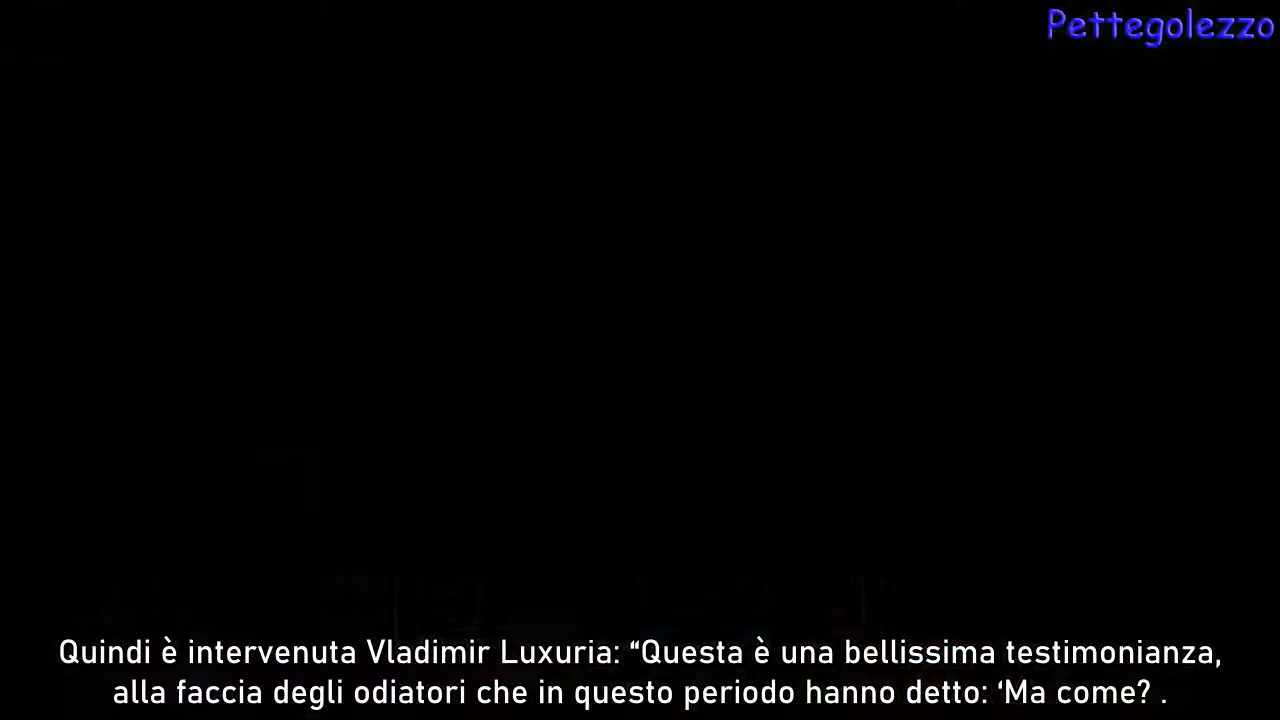 Pettegolezzo
Quindi è intervenuta Vladimir Luxuria: “Questa è una bellissima testimonianza,
alla faccia degli odiatori che in questo periodo hanno detto: ‘Ma come? .